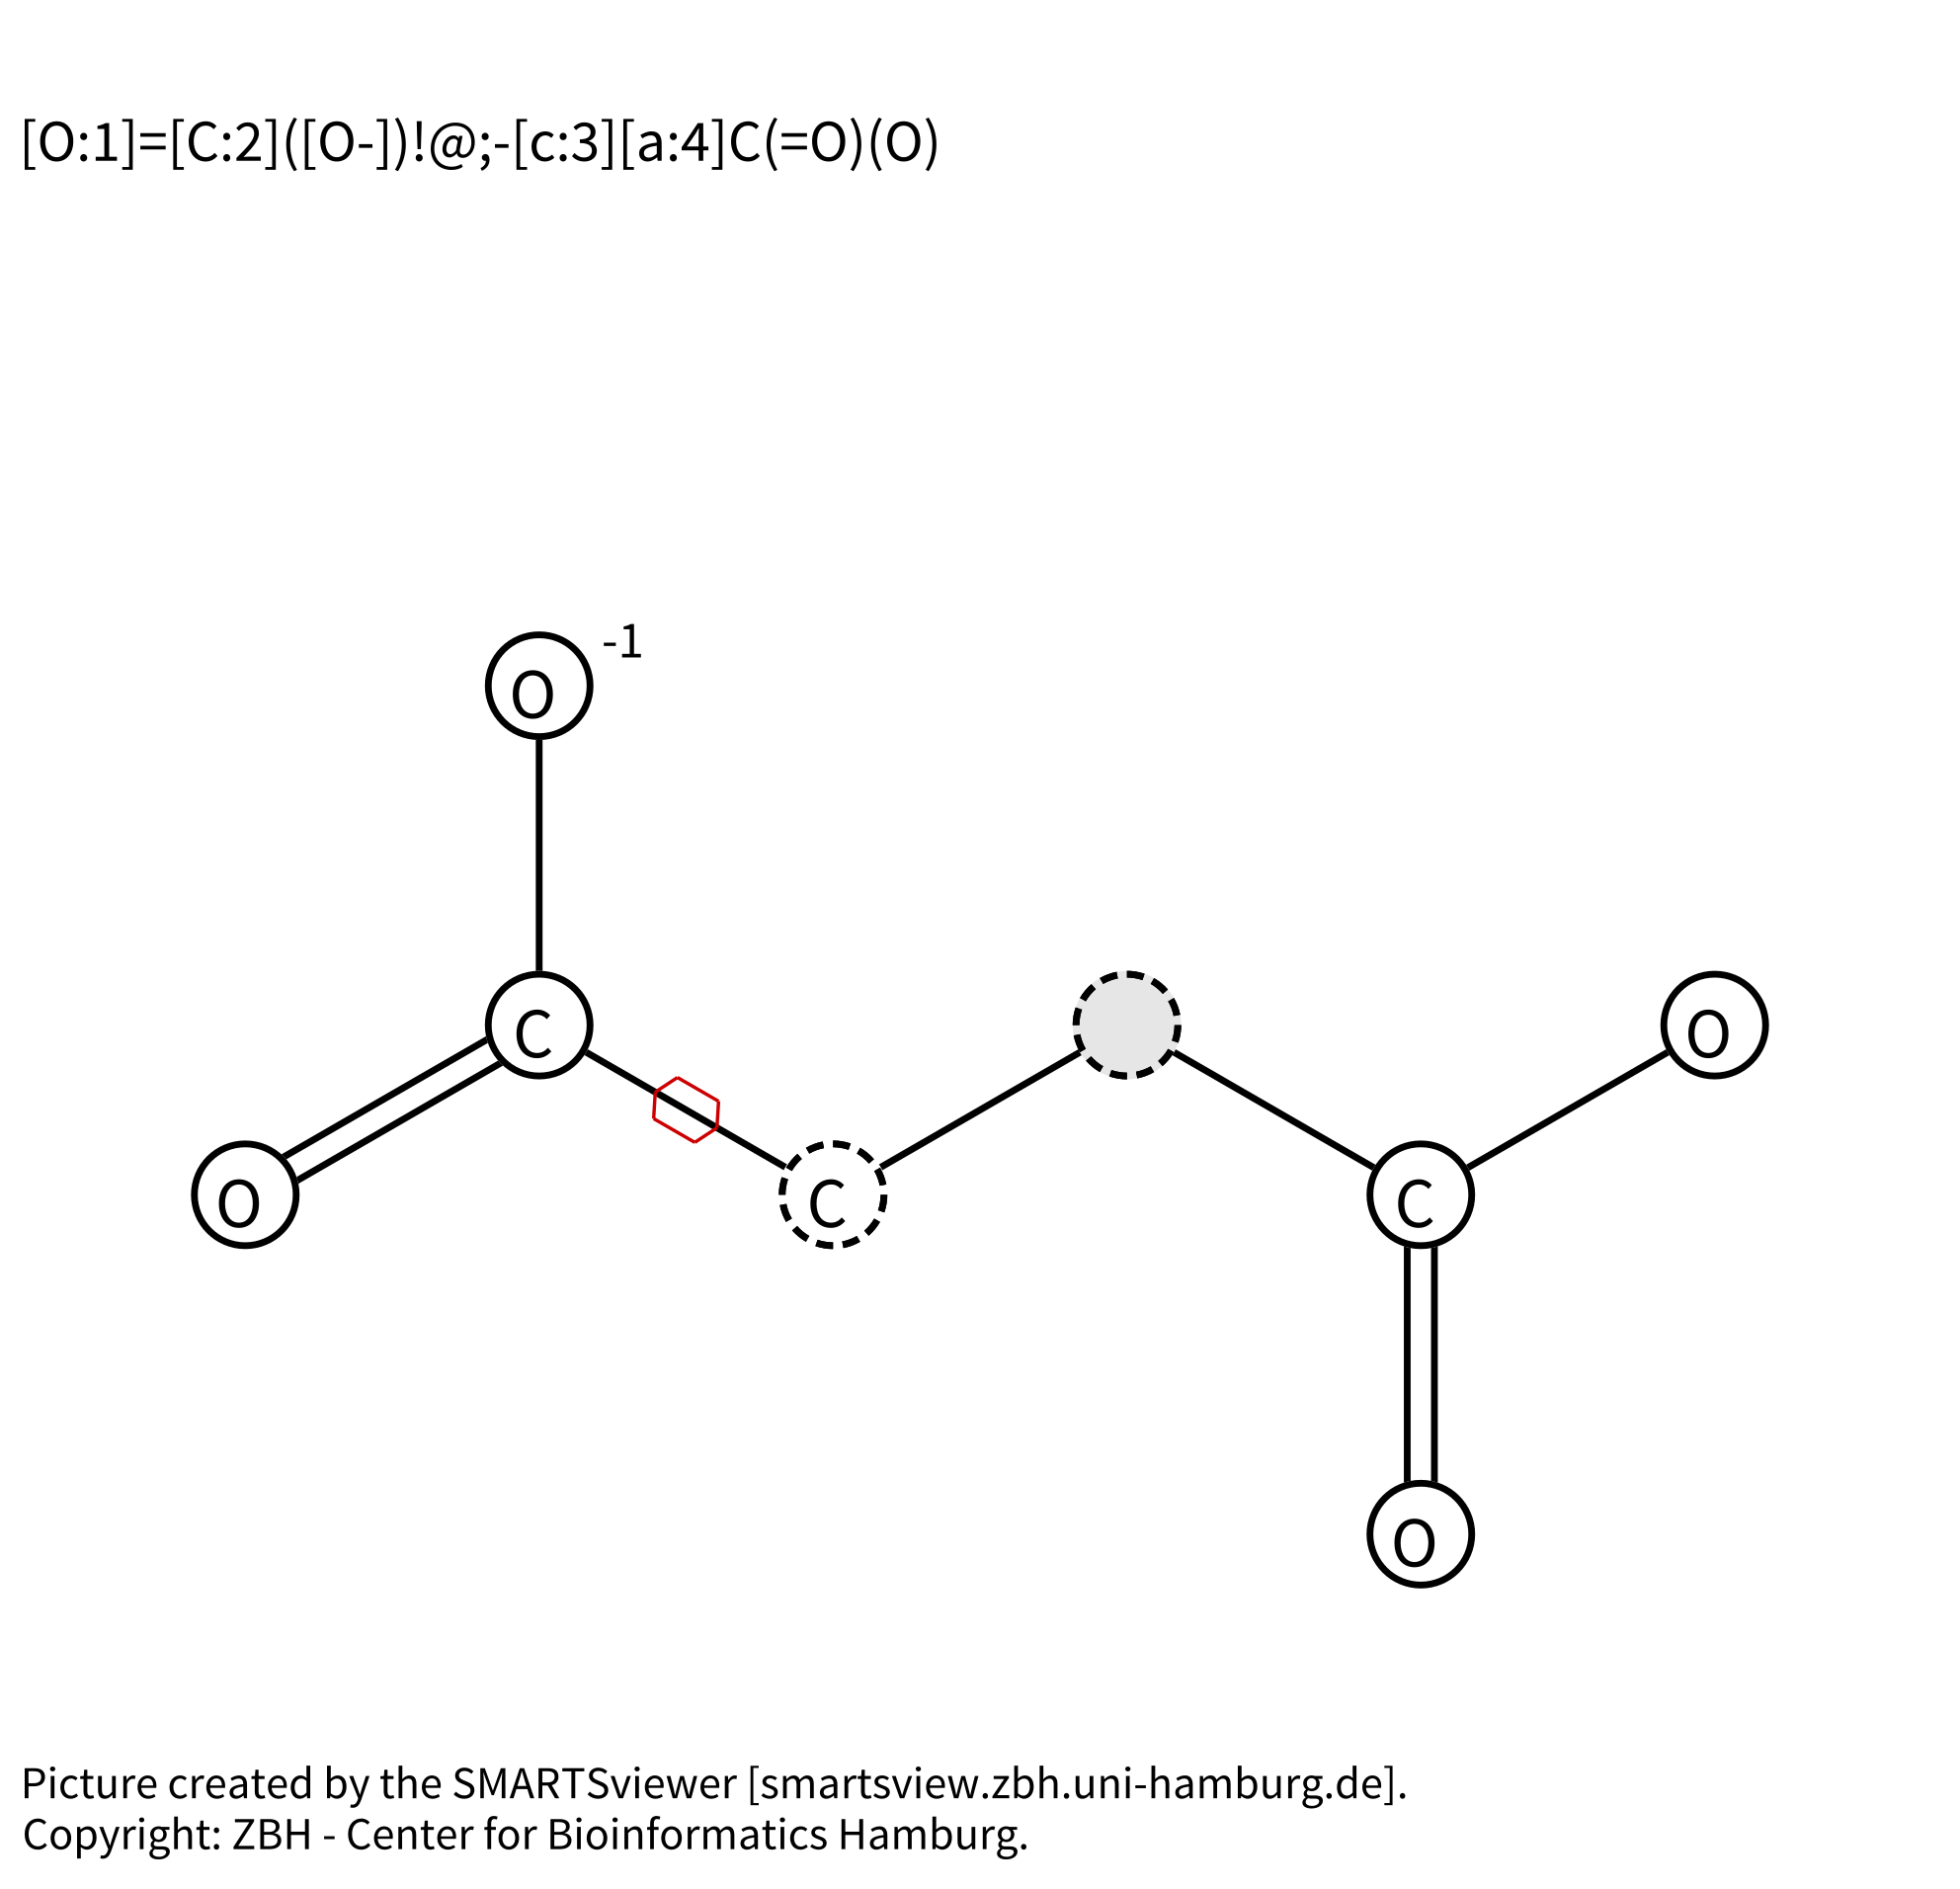 [O:1]=[C:2]([O-])!@;-[c:3][a:4]C(=O)(O)
O -1
C
O
C
C
O
O
Picture created by the SMARTSviewer [smartsview.zbh.uni-hamburg.de].
Copyright: ZBH - Center for Bioinformatics Hamburg.